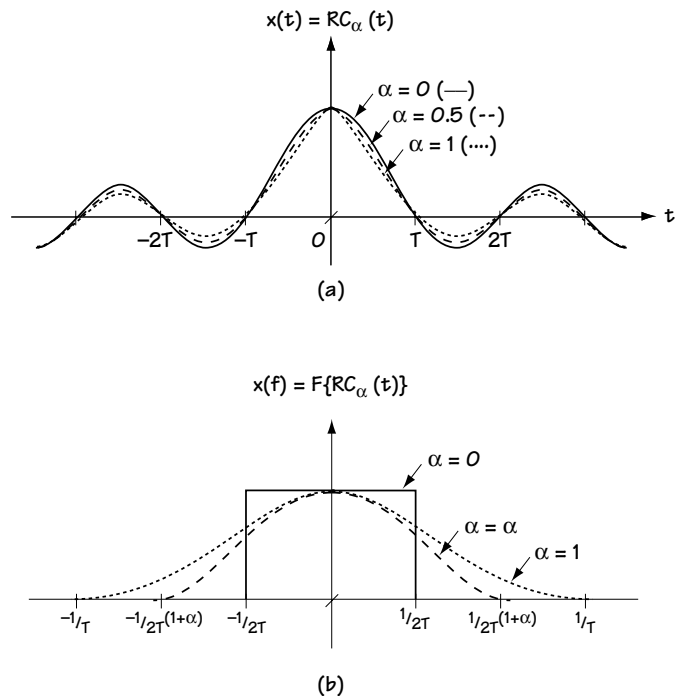 x(t) = RCα (t)
α = 0 (—)
α = 0.5 (--)
α = 1 (....)
t
−2T −T 0 T 2T
(a)
x(f) = F{RCα (t)}
α = 0
α = α
α = 1
−1/T −1/2T(1+α) −1/2T 1/2T 1/2T(1+α) 1/T
(b)